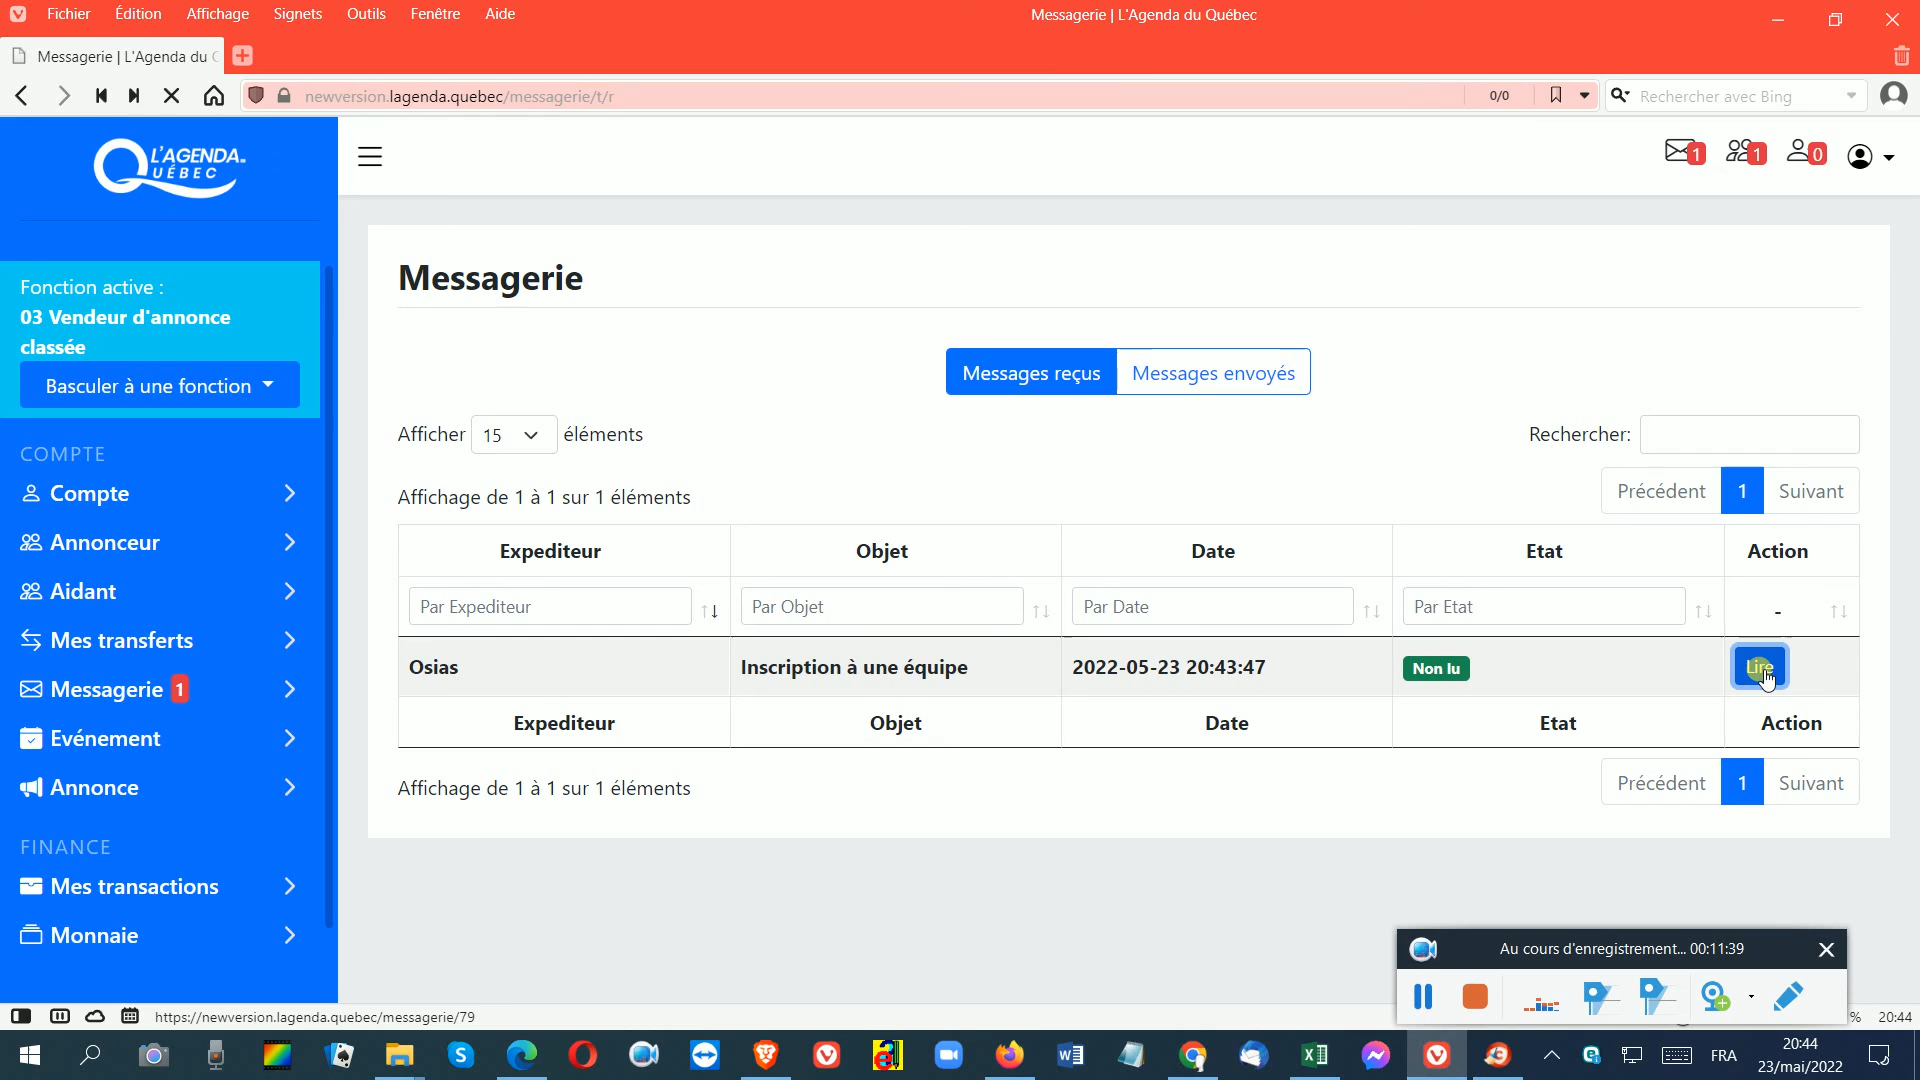 Fichier Édition Affichage Signets Outils Fenêtre Aide
Messagerie | L'Agenda du Québec
Messagerie | L'Agenda du
newversion.lagenda.quebec/messagerie/t/r
0/0
Rechercher avec Bing
L'AGENDA.
QUÉBEC
1 1 0
Fonction active :
03 Vendeur d'annonce
classée
Basculer à une fonction
COMPTE
Compte
Annonceur
Aidant
Mes transferts
Messagerie 1
Evénement
Annonce
FINANCE
Mes transactions
Monnaie
Messagerie
Messages reçus Messages envoyés
Afficher 15 éléments
Rechercher:
Affichage de 1 à 1 sur 1 éléments
Précédent 1 Suivant
Expediteur Objet Date Etat Action
Par Expediteur Par Objet Par Date Par Etat -
Osias Inscription à une équipe 2022-05-23 20:43:47 Non lu Lire
Expediteur Objet Date Etat Action
Affichage de 1 à 1 sur 1 éléments
Précédent 1 Suivant
Au cours d'enregistrement... 00:11:39
https://newversion.lagenda.quebec/messagerie/79
% 20:44
FRA
20:44
23/mai/2022